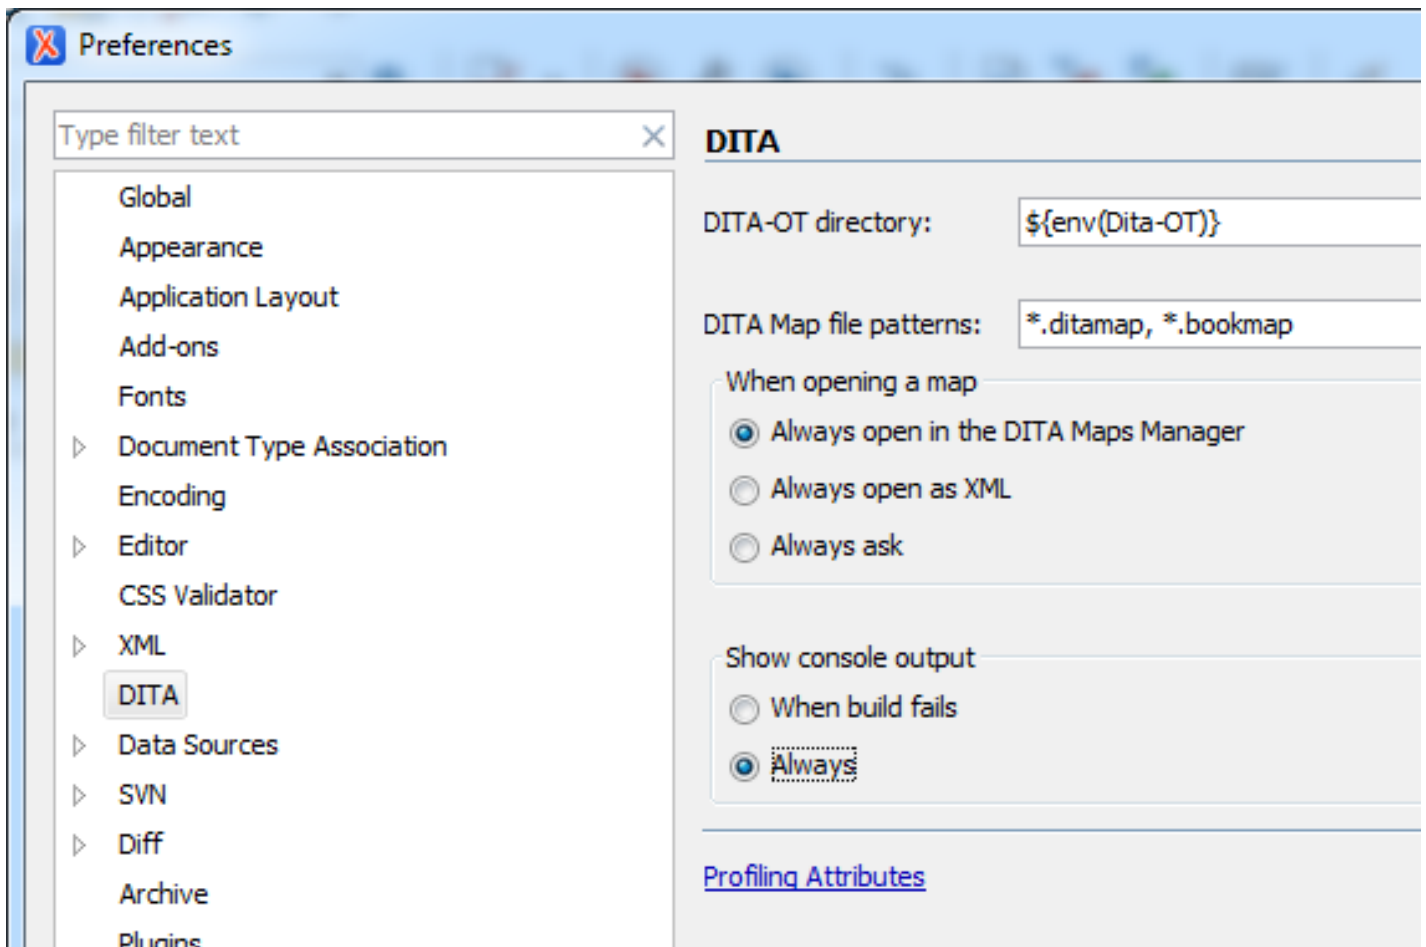 Preferences
Type filter text
Global
Appearance
Application Layout
Add-ons
Fonts
Document Type Association
Encoding
Editor
CSS Validator
XML
DITA
Data Sources
SVN
Diff
Archive
Plugins
DITA
DITA-OT directory: ${env(Dita-OT)}
DITA Map file patterns: *.ditamap, *.bookmap
When opening a map
Always open in the DITA Maps Manager
Always open as XML
Always ask
Show console output
When build fails
Always
Profiling Attributes